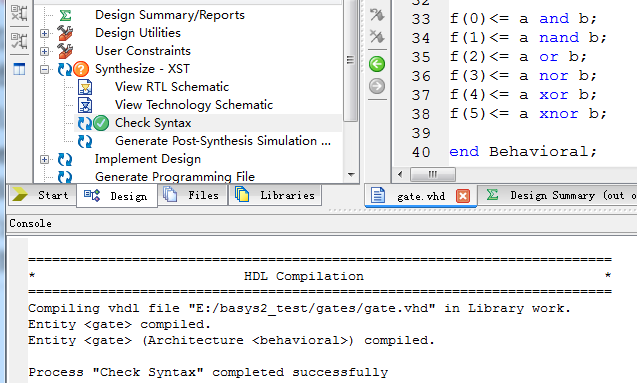 Design Summary/Reports
Design Utilities
User Constraints
Synthesize - XST
View RTL Schematic
View Technology Schematic
Check Syntax
Generate Post-Synthesis Simulation ...
Implement Design
Generate Programming File
33 f(0)<= a and b;
34 f(1)<= a nand b;
35 f(2)<= a or b;
36 f(3)<= a nor b;
37 f(4)<= a xor b;
38 f(5)<= a xnor b;
39
40 end Behavioral;
Start Design Files Libraries
gate.vhd Design Summary (out o
Console
=========================================================================
* HDL Compilation *
=========================================================================
Compiling vhdl file "E:/basys2_test/gates/gate.vhd" in Library work.
Entity <gate> compiled.
Entity <gate> (Architecture <behavioral>) compiled.
Process "Check Syntax" completed successfully